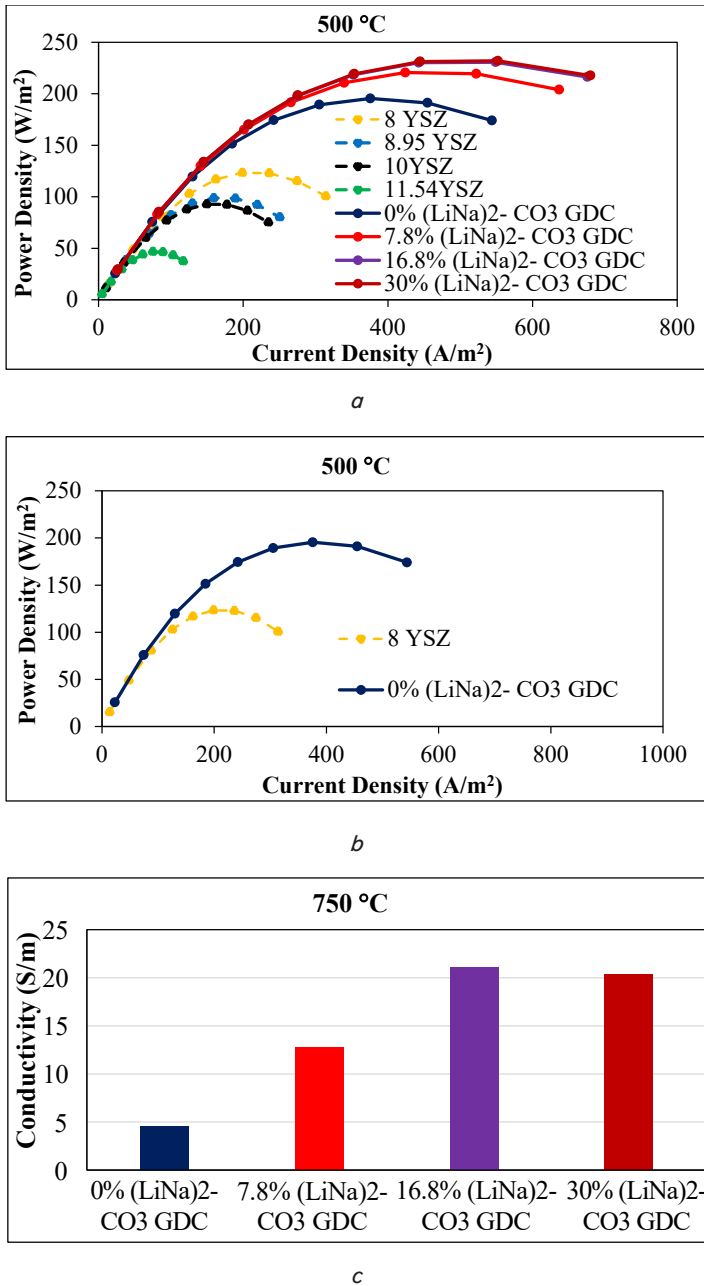 500 °C
Power Density (W/m²)
250
200
150
100
50
0
8 YSZ
8.95 YSZ
10YSZ
11.54YSZ
0% (LiNa)2- CO3 GDC
7.8% (LiNa)2- CO3 GDC
16.8% (LiNa)2- CO3 GDC
30% (LiNa)2- CO3 GDC
0 200 400 600 800
Current Density (A/m²)
a
500 °C
Power Density (W/m²)
250
200
150
100
50
0
8 YSZ
0% (LiNa)2- CO3 GDC
0 200 400 600 800 1000
Current Density (A/m²)
b
750 °C
Conductivity (S/m)
25
20
15
10
5
0
0% (LiNa)2- 7.8% (LiNa)2- 16.8% (LiNa)2- 30% (LiNa)2-
CO3 GDC CO3 GDC CO3 GDC CO3 GDC
c